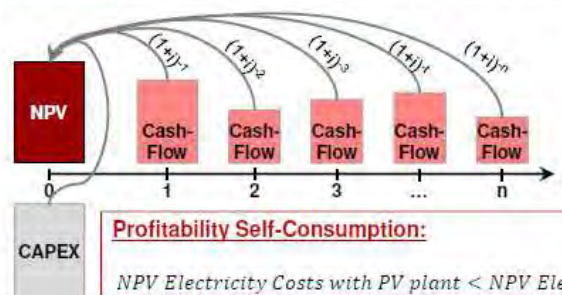 (1+i)-1
(1+i)-2
(1+i)-3
(1+i)-t
(1+i)-n
NPV
Cash-
Flow
Cash-
Flow
Cash-
Flow
Cash-
Flow
Cash-
Flow
0 1 2 3 ... n
CAPEX
Profitability Self-Consumption:
NPV Electricity Costs with PV plant < NPV Ele